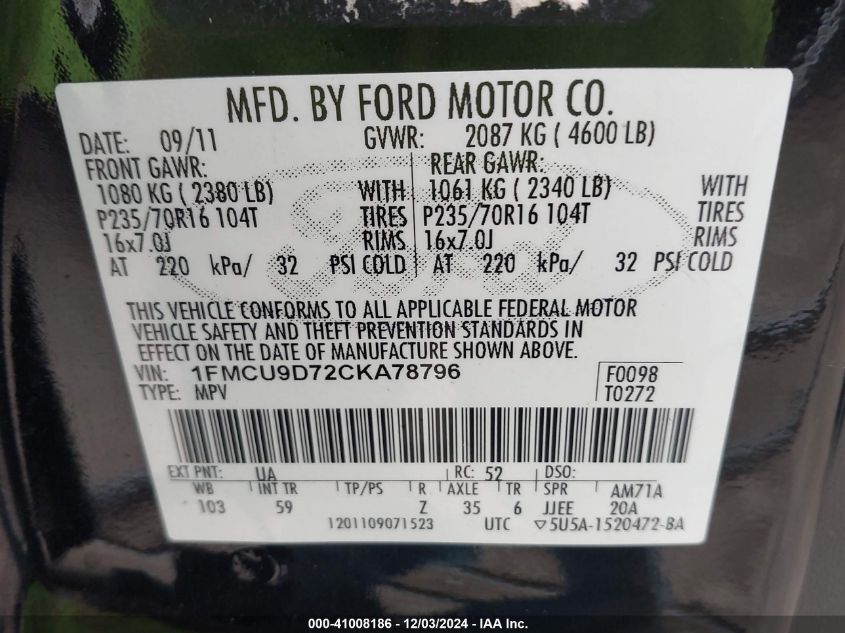 MFD. BY FORD MOTOR CO.
DATE: 09/11 GVWR: 2087 KG ( 4600 LB)
FRONT GAWR: REAR GAWR:
1080 KG ( 2380 LB) WITH 1061 KG ( 2340 LB) WITH
P235/70R16 104T TIRES P235/70R16 104T TIRES
16x7.0J RIMS 16x7.0J RIMS
AT 220 kPa/ 32 PSI COLD AT 220 kPa/ 32 PSI COLD
THIS VEHICLE CONFORMS TO ALL APPLICABLE FEDERAL MOTOR
VEHICLE SAFETY AND THEFT PREVENTION STANDARDS IN
EFFECT ON THE DATE OF MANUFACTURE SHOWN ABOVE.
VIN: 1FMCU9D72CKA78796 F0098
TYPE: MPV T0272
EXT PNT: UA RC: 52 DSO:
WB INT TR TP/PS R AXLE TR SPR AM71A
103 59 Z 35 6 JJEE 20A
1201109071523 UTC ▽5U5A-1520472-BA
000-41008186 - 12/03/2024 - IAA Inc.